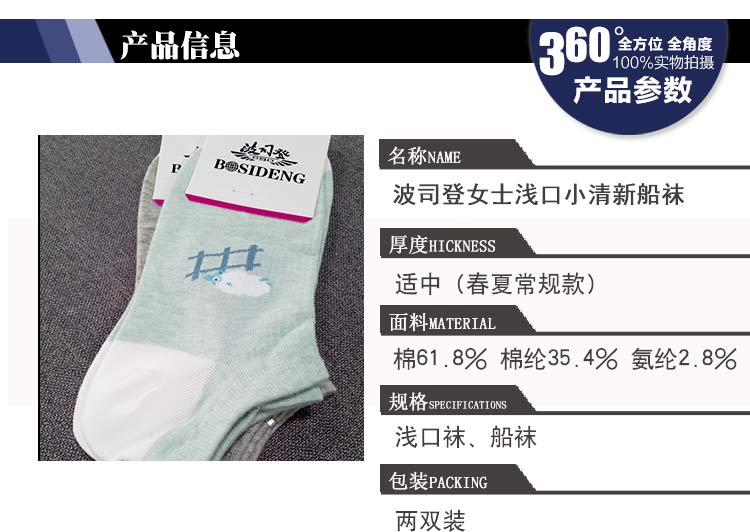 产品信息
360°全方位 全角度
100%实物拍摄
产品参数
波司登
BOSIDENG
名称NAME
波司登女士浅口小清新船袜
厚度HICKNESS
适中（春夏常规款）
面料MATERIAL
棉61.8% 棉纶35.4% 氨纶2.8%
规格SPECIFICATIONS
浅口袜、船袜
包装PACKING
两双装